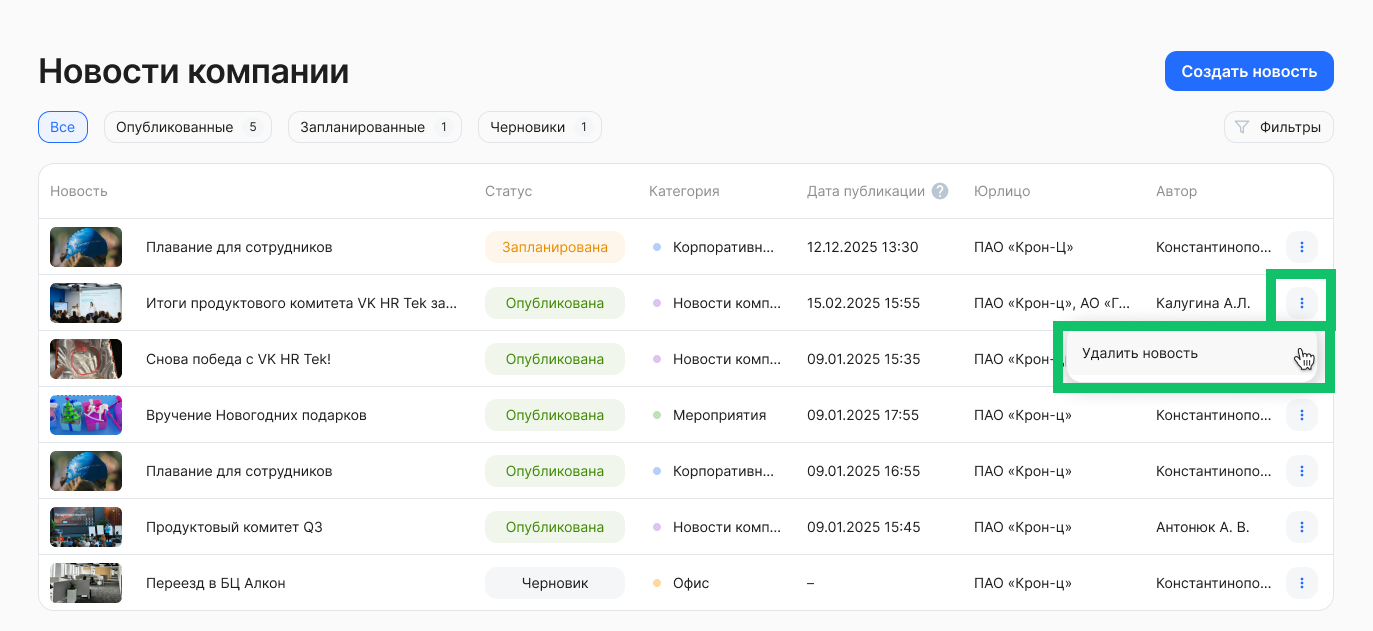 Новости компании
Создать новость
Все
Опубликованные 5
Запланированные 1
Черновики 1
Фильтры
Новость Статус Категория Дата публикации ? Юрлицо Автор
Плавание для сотрудников Запланирована Корпоративн... 12.12.2025 13:30 ПАО «Крон-Ц» Константинопо...
Итоги продуктового комитета VK HR Tek за... Опубликована Новости комп... 15.02.2025 15:55 ПАО «Крон-ц», АО «Г... Калугина А.Л.
Снова победа с VK HR Tek! Опубликована Новости комп... 09.01.2025 15:35 ПАО «Крон-ц
Удалить новость
Вручение Новогодних подарков Опубликована Мероприятия 09.01.2025 17:55 ПАО «Крон-ц» Константинопо...
Плавание для сотрудников Опубликована Корпоративн... 09.01.2025 16:55 ПАО «Крон-ц» Константинопо...
Продуктовый комитет Q3 Опубликована Новости комп... 09.01.2025 15:45 ПАО «Крон-ц» Антонюк А. В.
Переезд в БЦ Алкон Черновик Офис – ПАО «Крон-ц» Константинопо...